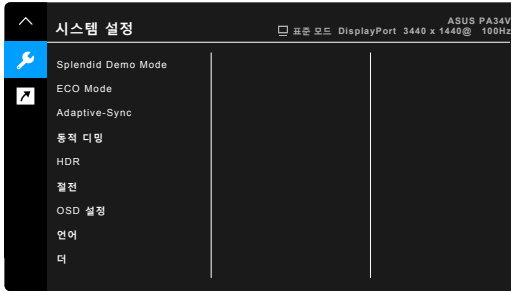 시스템 설정
ASUS PA34V
표준 모드 DisplayPort 3440 x 1440@ 100Hz
Splendid Demo Mode
ECO Mode
Adaptive-Sync
동적 디밍
HDR
절전
OSD 설정
언어
더